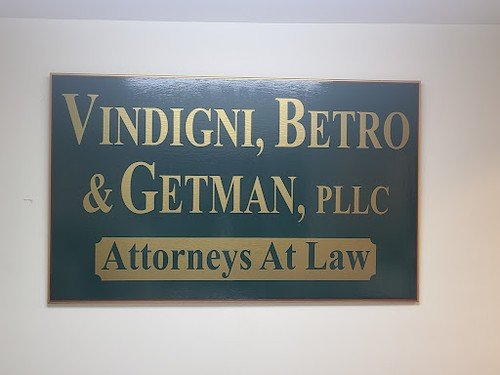 VINDIGNI, BETRO
& GETMAN, PLLC
Attorneys At Law